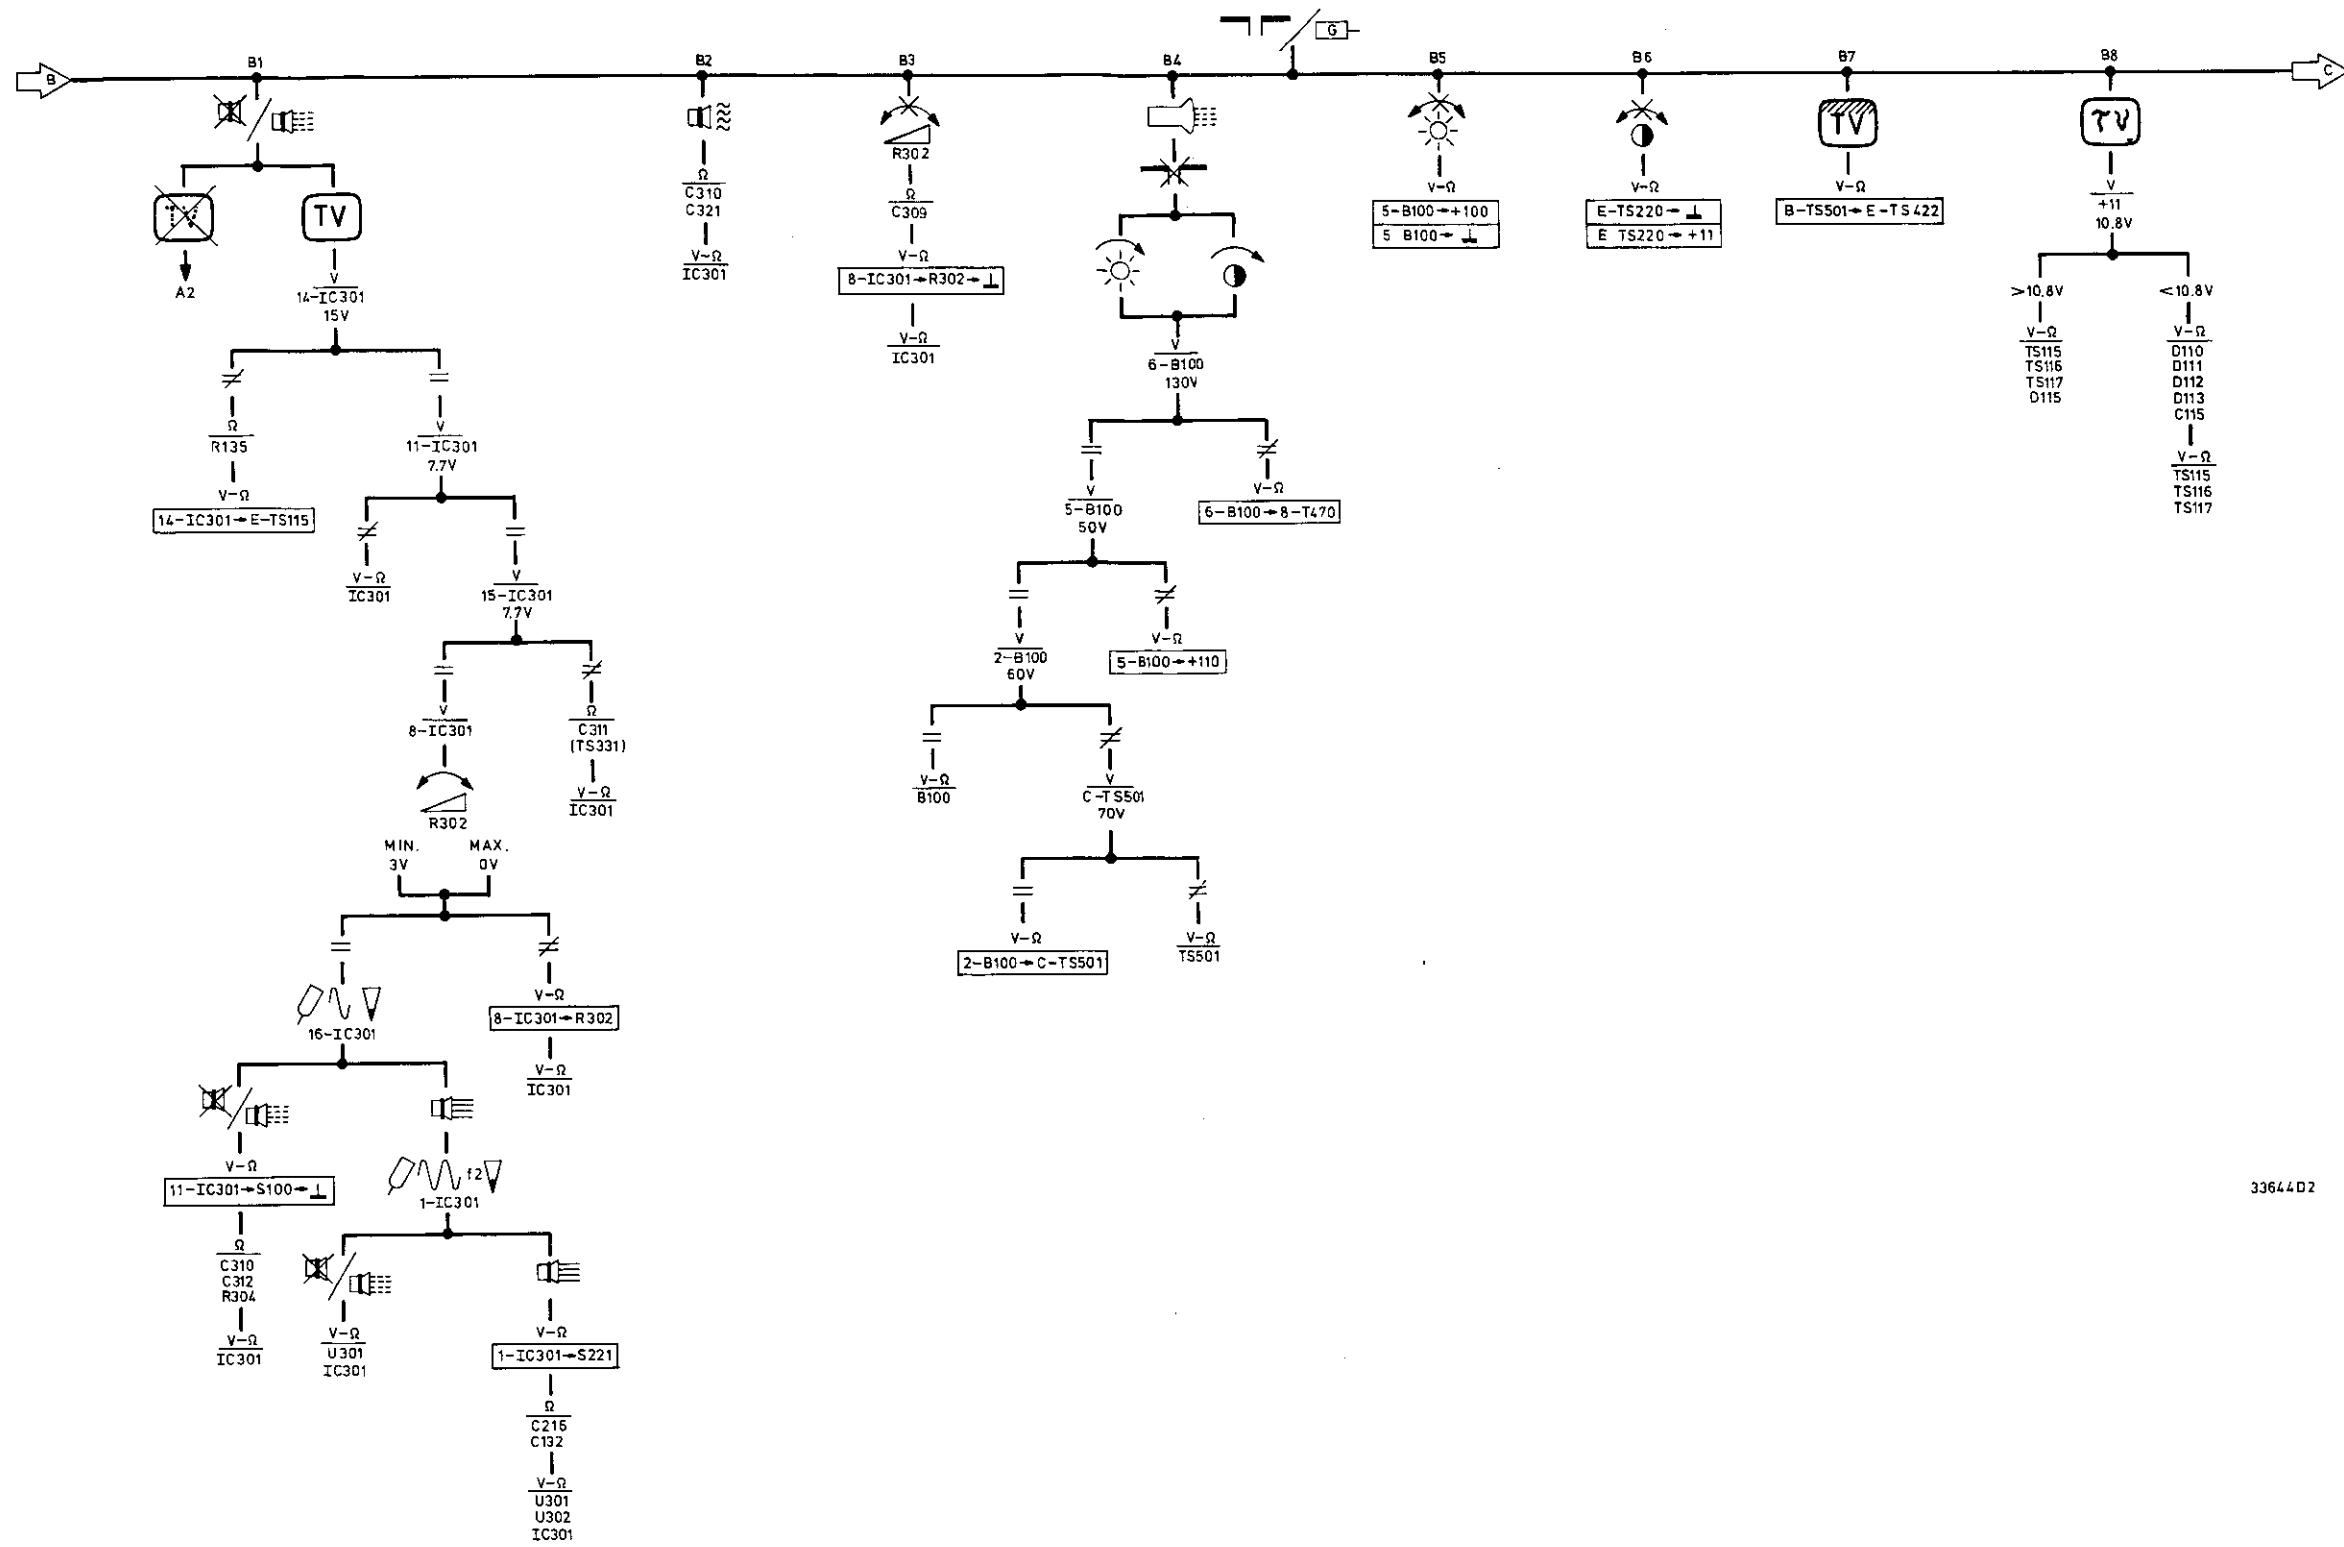 G
B
B1
B2
B3
B4
B5
B6
B7
B8
C
TV
A2
TV
V
14-IC301
15V
Ω
R135
V-Ω
14-IC301→E-TS115
V
11-IC301
7.7V
V-Ω
IC301
V
15-IC301
7.7V
V
8-IC301
R302
Ω
C311
(TS331)
V-Ω
IC301
MIN.
3V
MAX.
0V
16-IC301
V-Ω
8-IC301→R302
V-Ω
IC301
V-Ω
11-IC301→S100→⊥
Ω
C310
C312
R304
V-Ω
IC301
f2
1-IC301
V-Ω
U301
IC301
V-Ω
1-IC301→S221
Ω
C216
C132
V-Ω
U301
U302
IC301
Ω
C310
C321
V-Ω
IC301
R302
Ω
C309
V-Ω
8-IC301→R302→⊥
V-Ω
IC301
V
6-B100
130V
V
5-B100
50V
V-Ω
6-B100→8-T470
V
2-B100
60V
V-Ω
5-B100→+110
V-Ω
B100
V
C-TS501
70V
V-Ω
2-B100→C-TS501
V-Ω
TS501
V-Ω
5-B100→+100
5 B100→⊥
V-Ω
E-TS220→⊥
E TS220→+11
TV
V-Ω
B-TS501→E-TS422
TV
V
+11
10.8V
>10.8V
V-Ω
TS115
TS116
TS117
D115
<10.8V
V-Ω
D110
D111
D112
D113
C115
V-Ω
TS115
TS116
TS117
33644D2